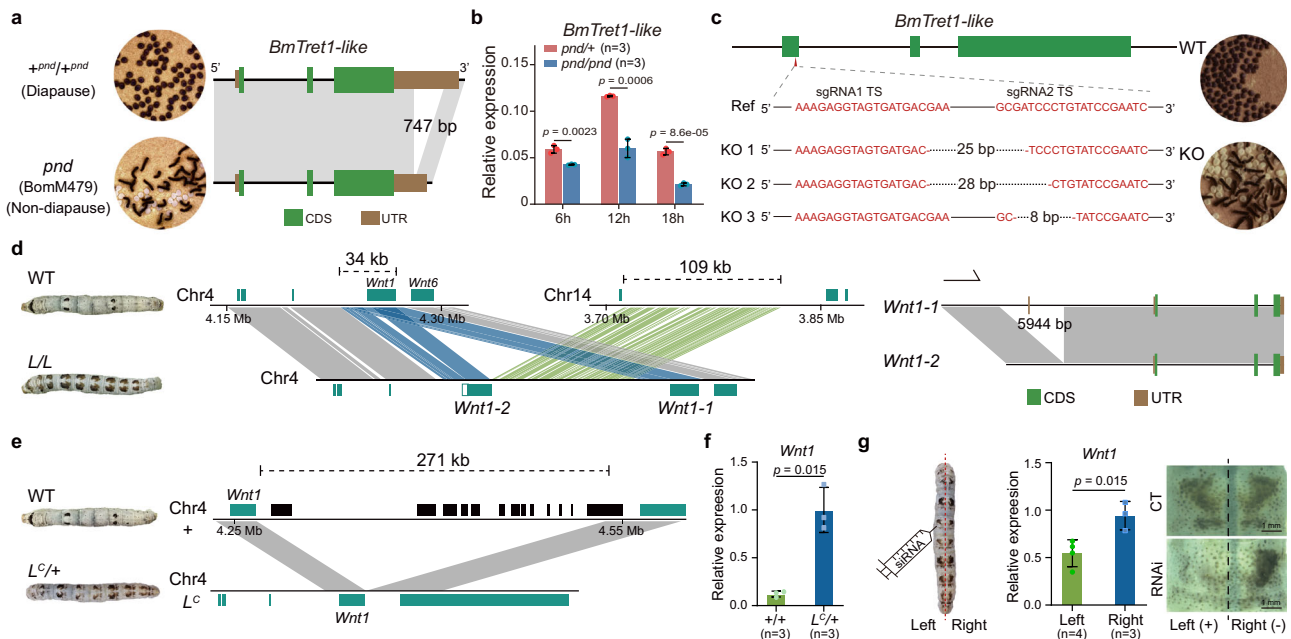 a
BmTret1-like
+pnd/+pnd
(Diapause)
5’
3’
747 bp
pnd
(BomM479)
(Non-diapause)
CDS
UTR
b
BmTret1-like
pnd/+ (n=3)
pnd/pnd (n=3)
Relative expression
0.15
0.10
0.05
0
p = 0.0023
p = 0.0006
p = 8.6e-05
6h
12h
18h
c
BmTret1-like
WT
sgRNA1 TS
sgRNA2 TS
Ref 5’ AAAGAGGTAGTGATGACGAA GCGATCCCTGTATCCGAATC 3’
KO 1 5’ AAAGAGGTAGTGATGAC- 25 bp -TCCCTGTATCCGAATC 3’
KO 2 5’ AAAGAGGTAGTGATGAC- 28 bp -CTGTATCCGAATC 3’
KO 3 5’ AAAGAGGTAGTGATGACGAA GC- 8 bp -TATCCGAATC 3’
KO
d
WT
L/L
34 kb
Wnt1
Wnt6
Chr4
4.15 Mb
4.30 Mb
109 kb
Chr14
3.70 Mb
3.85 Mb
Chr4
Wnt1-2
Wnt1-1
Wnt1-1
5944 bp
Wnt1-2
CDS
UTR
e
WT
LC/+
271 kb
Wnt1
Chr4
+
4.25 Mb
4.55 Mb
Chr4
LC
Wnt1
f
Wnt1
p = 0.015
Relative expreesion
1.5
1.0
0.5
0.0
+/+
(n=3)
LC/+
(n=3)
g
siRNA
Left
Right
Wnt1
p = 0.015
Relative expreesion
1.5
1.0
0.5
0.0
Left
(n=4)
Right
(n=3)
CT
1 mm
RNAi
1 mm
Left (+)
Right (-)